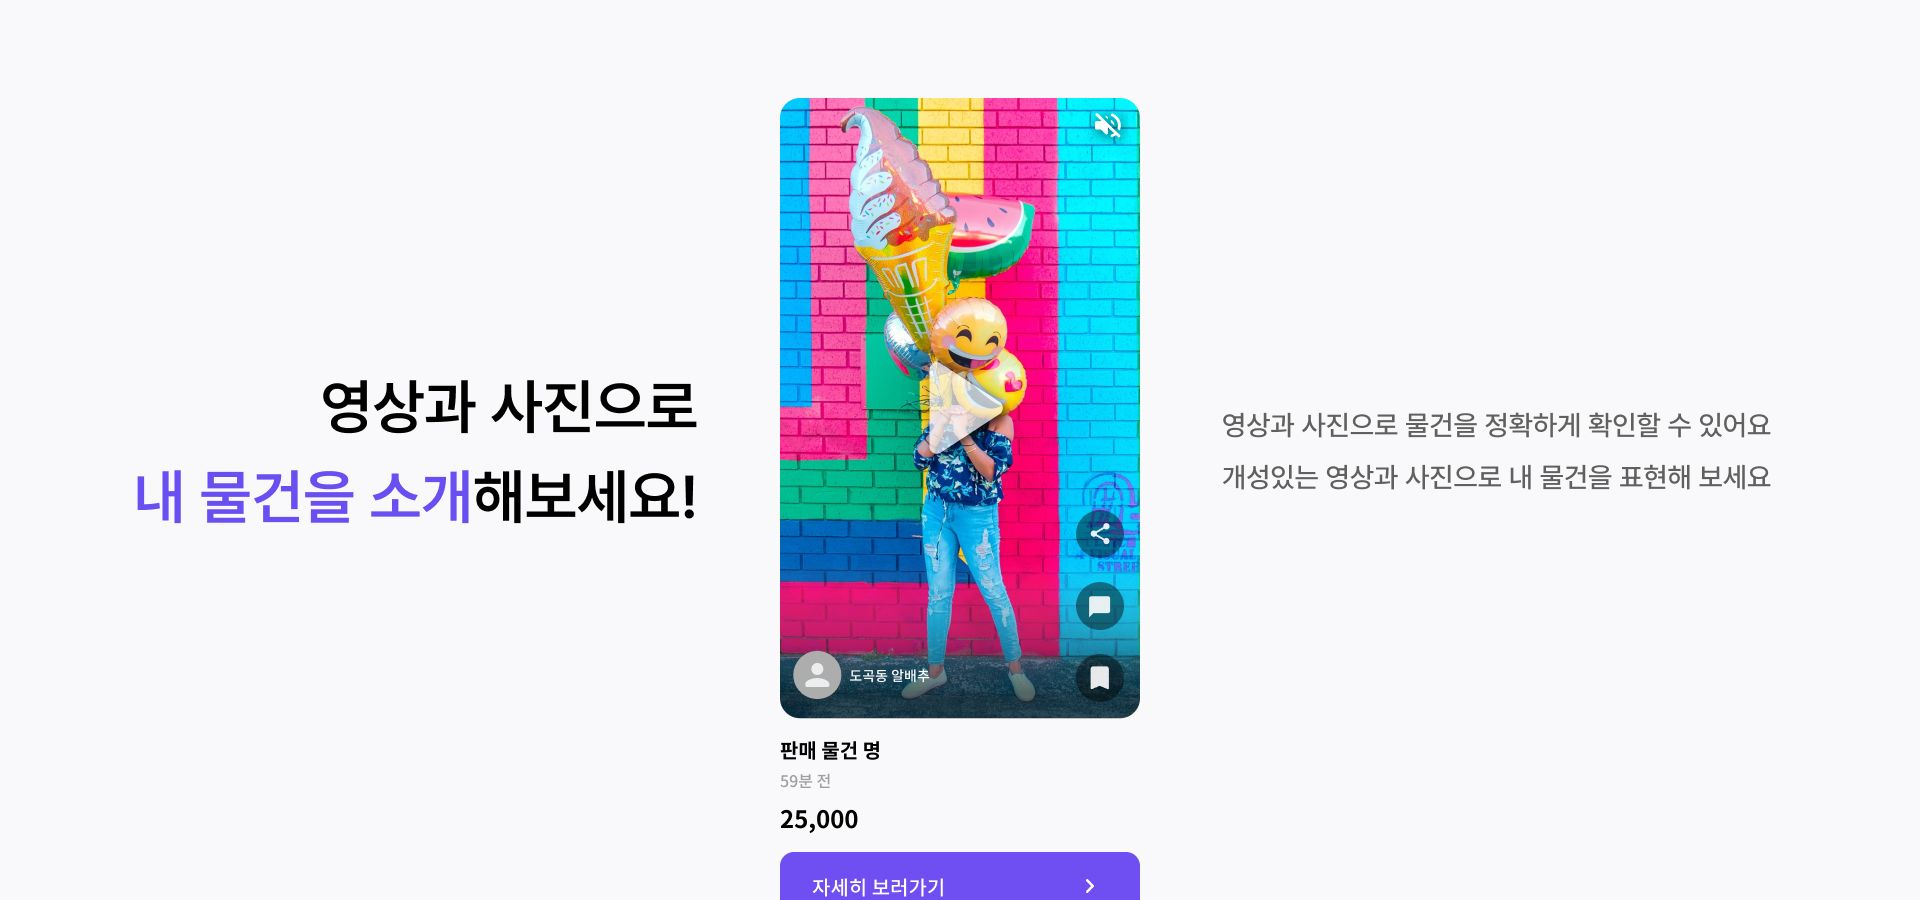 영상과 사진으로
내 물건을 소개해보세요!
도곡동 알배추
판매 물건 명
59분 전
25,000
자세히 보러가기
영상과 사진으로 물건을 정확하게 확인할 수 있어요
개성있는 영상과 사진으로 내 물건을 표현해 보세요